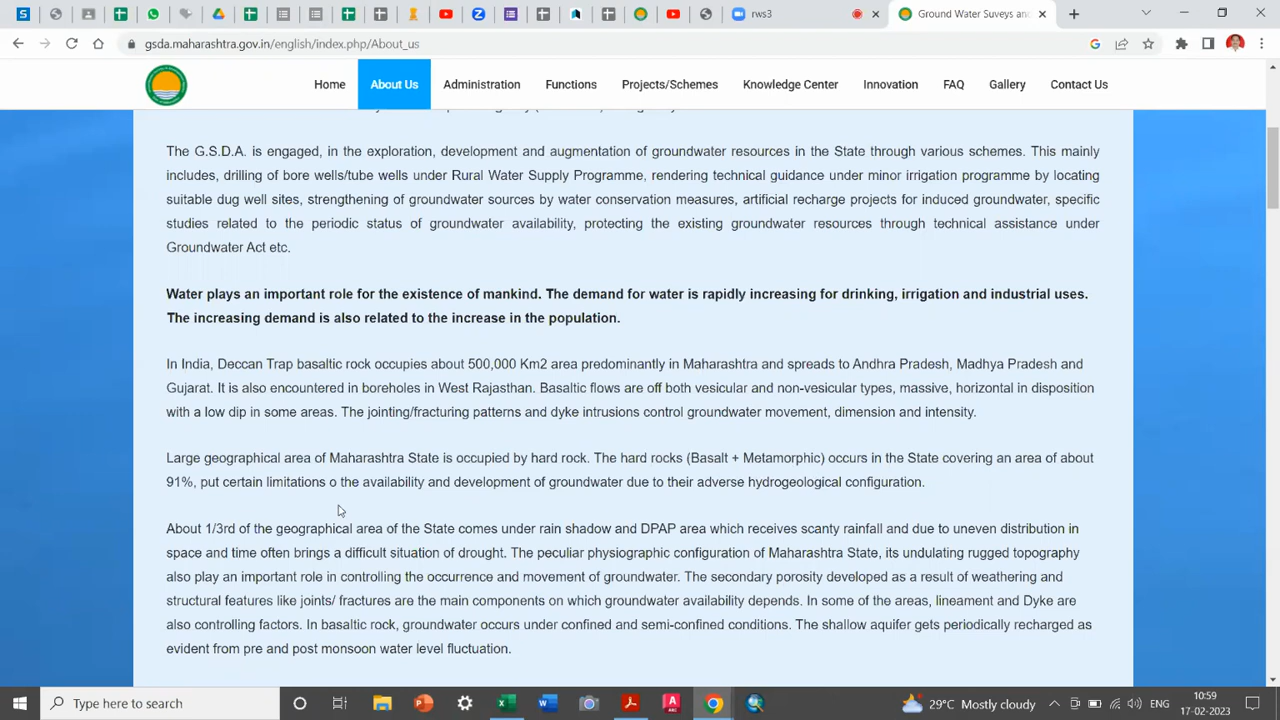 rws3
Ground Water Suveys and
gsda.maharashtra.gov.in/english/index.php/About_us
Home About Us Administration Functions Projects/Schemes Knowledge Center Innovation FAQ Gallery Contact Us
The G.S.D.A. is engaged, in the exploration, development and augmentation of groundwater resources in the State through various schemes. This mainly
includes, drilling of bore wells/tube wells under Rural Water Supply Programme, rendering technical guidance under minor irrigation programme by locating
suitable dug well sites, strengthening of groundwater sources by water conservation measures, artificial recharge projects for induced groundwater, specific
studies related to the periodic status of groundwater availability, protecting the existing groundwater resources through technical assistance under
Groundwater Act etc.
Water plays an important role for the existence of mankind. The demand for water is rapidly increasing for drinking, irrigation and industrial uses.
The increasing demand is also related to the increase in the population.
In India, Deccan Trap basaltic rock occupies about 500,000 Km2 area predominantly in Maharashtra and spreads to Andhra Pradesh, Madhya Pradesh and
Gujarat. It is also encountered in boreholes in West Rajasthan. Basaltic flows are off both vesicular and non-vesicular types, massive, horizontal in disposition
with a low dip in some areas. The jointing/fracturing patterns and dyke intrusions control groundwater movement, dimension and intensity.
Large geographical area of Maharashtra State is occupied by hard rock. The hard rocks (Basalt + Metamorphic) occurs in the State covering an area of about
91%, put certain limitations o the availability and development of groundwater due to their adverse hydrogeological configuration.
About 1/3rd of the geographical area of the State comes under rain shadow and DPAP area which receives scanty rainfall and due to uneven distribution in
space and time often brings a difficult situation of drought. The peculiar physiographic configuration of Maharashtra State, its undulating rugged topography
also play an important role in controlling the occurrence and movement of groundwater. The secondary porosity developed as a result of weathering and
structural features like joints/ fractures are the main components on which groundwater availability depends. In some of the areas, lineament and Dyke are
also controlling factors. In basaltic rock, groundwater occurs under confined and semi-confined conditions. The shallow aquifer gets periodically recharged as
evident from pre and post monsoon water level fluctuation.
Type here to search
29°C Mostly cloudy
ENG
10:59
17-02-2023